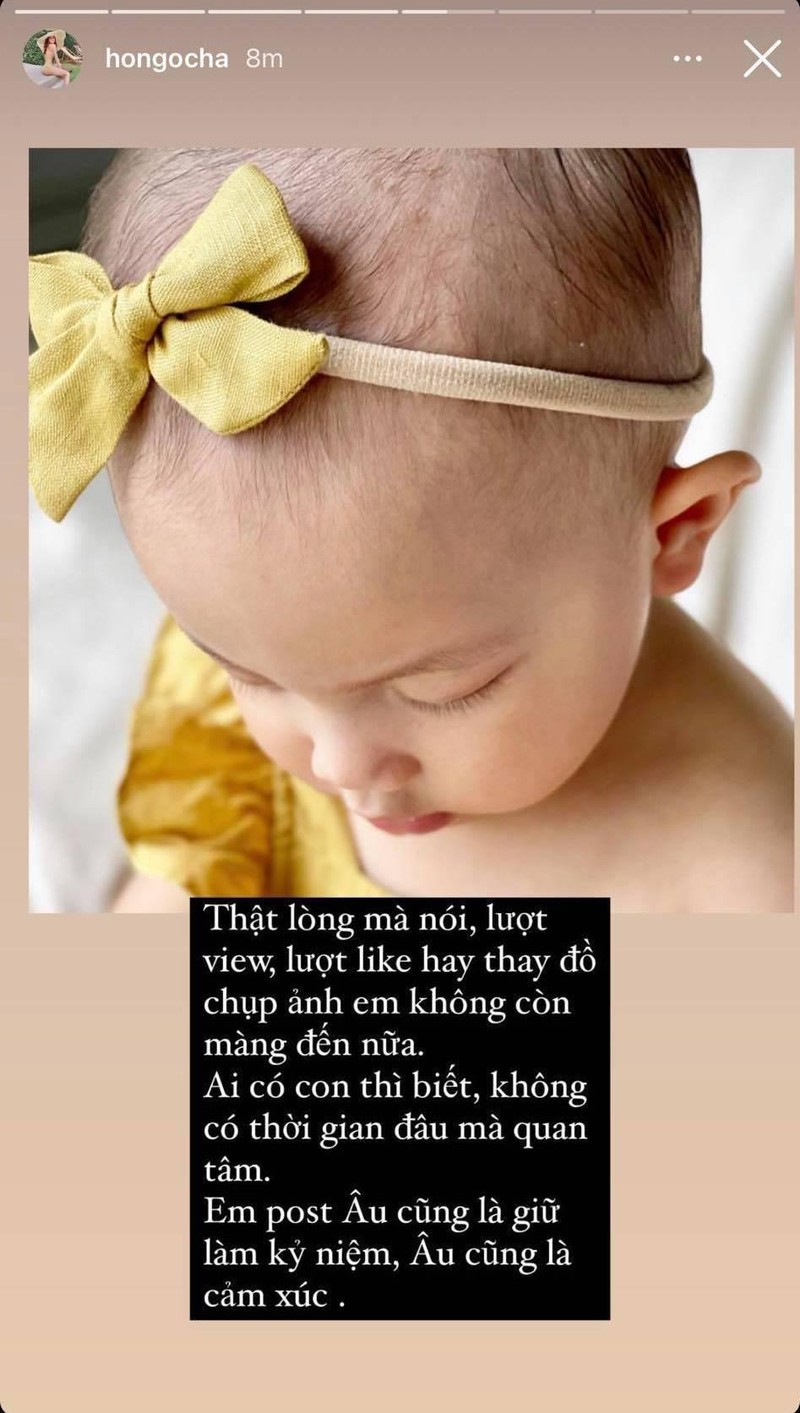 hongocha 8m
Thật lòng mà nói, lượt
view, lượt like hay thay đồ
chụp ảnh em không còn
màng đến nữa.
Ai có con thì biết, không
có thời gian đâu mà quan
tâm.
Em post Âu cũng là giữ
làm kỷ niệm, Âu cũng là
cảm xúc .